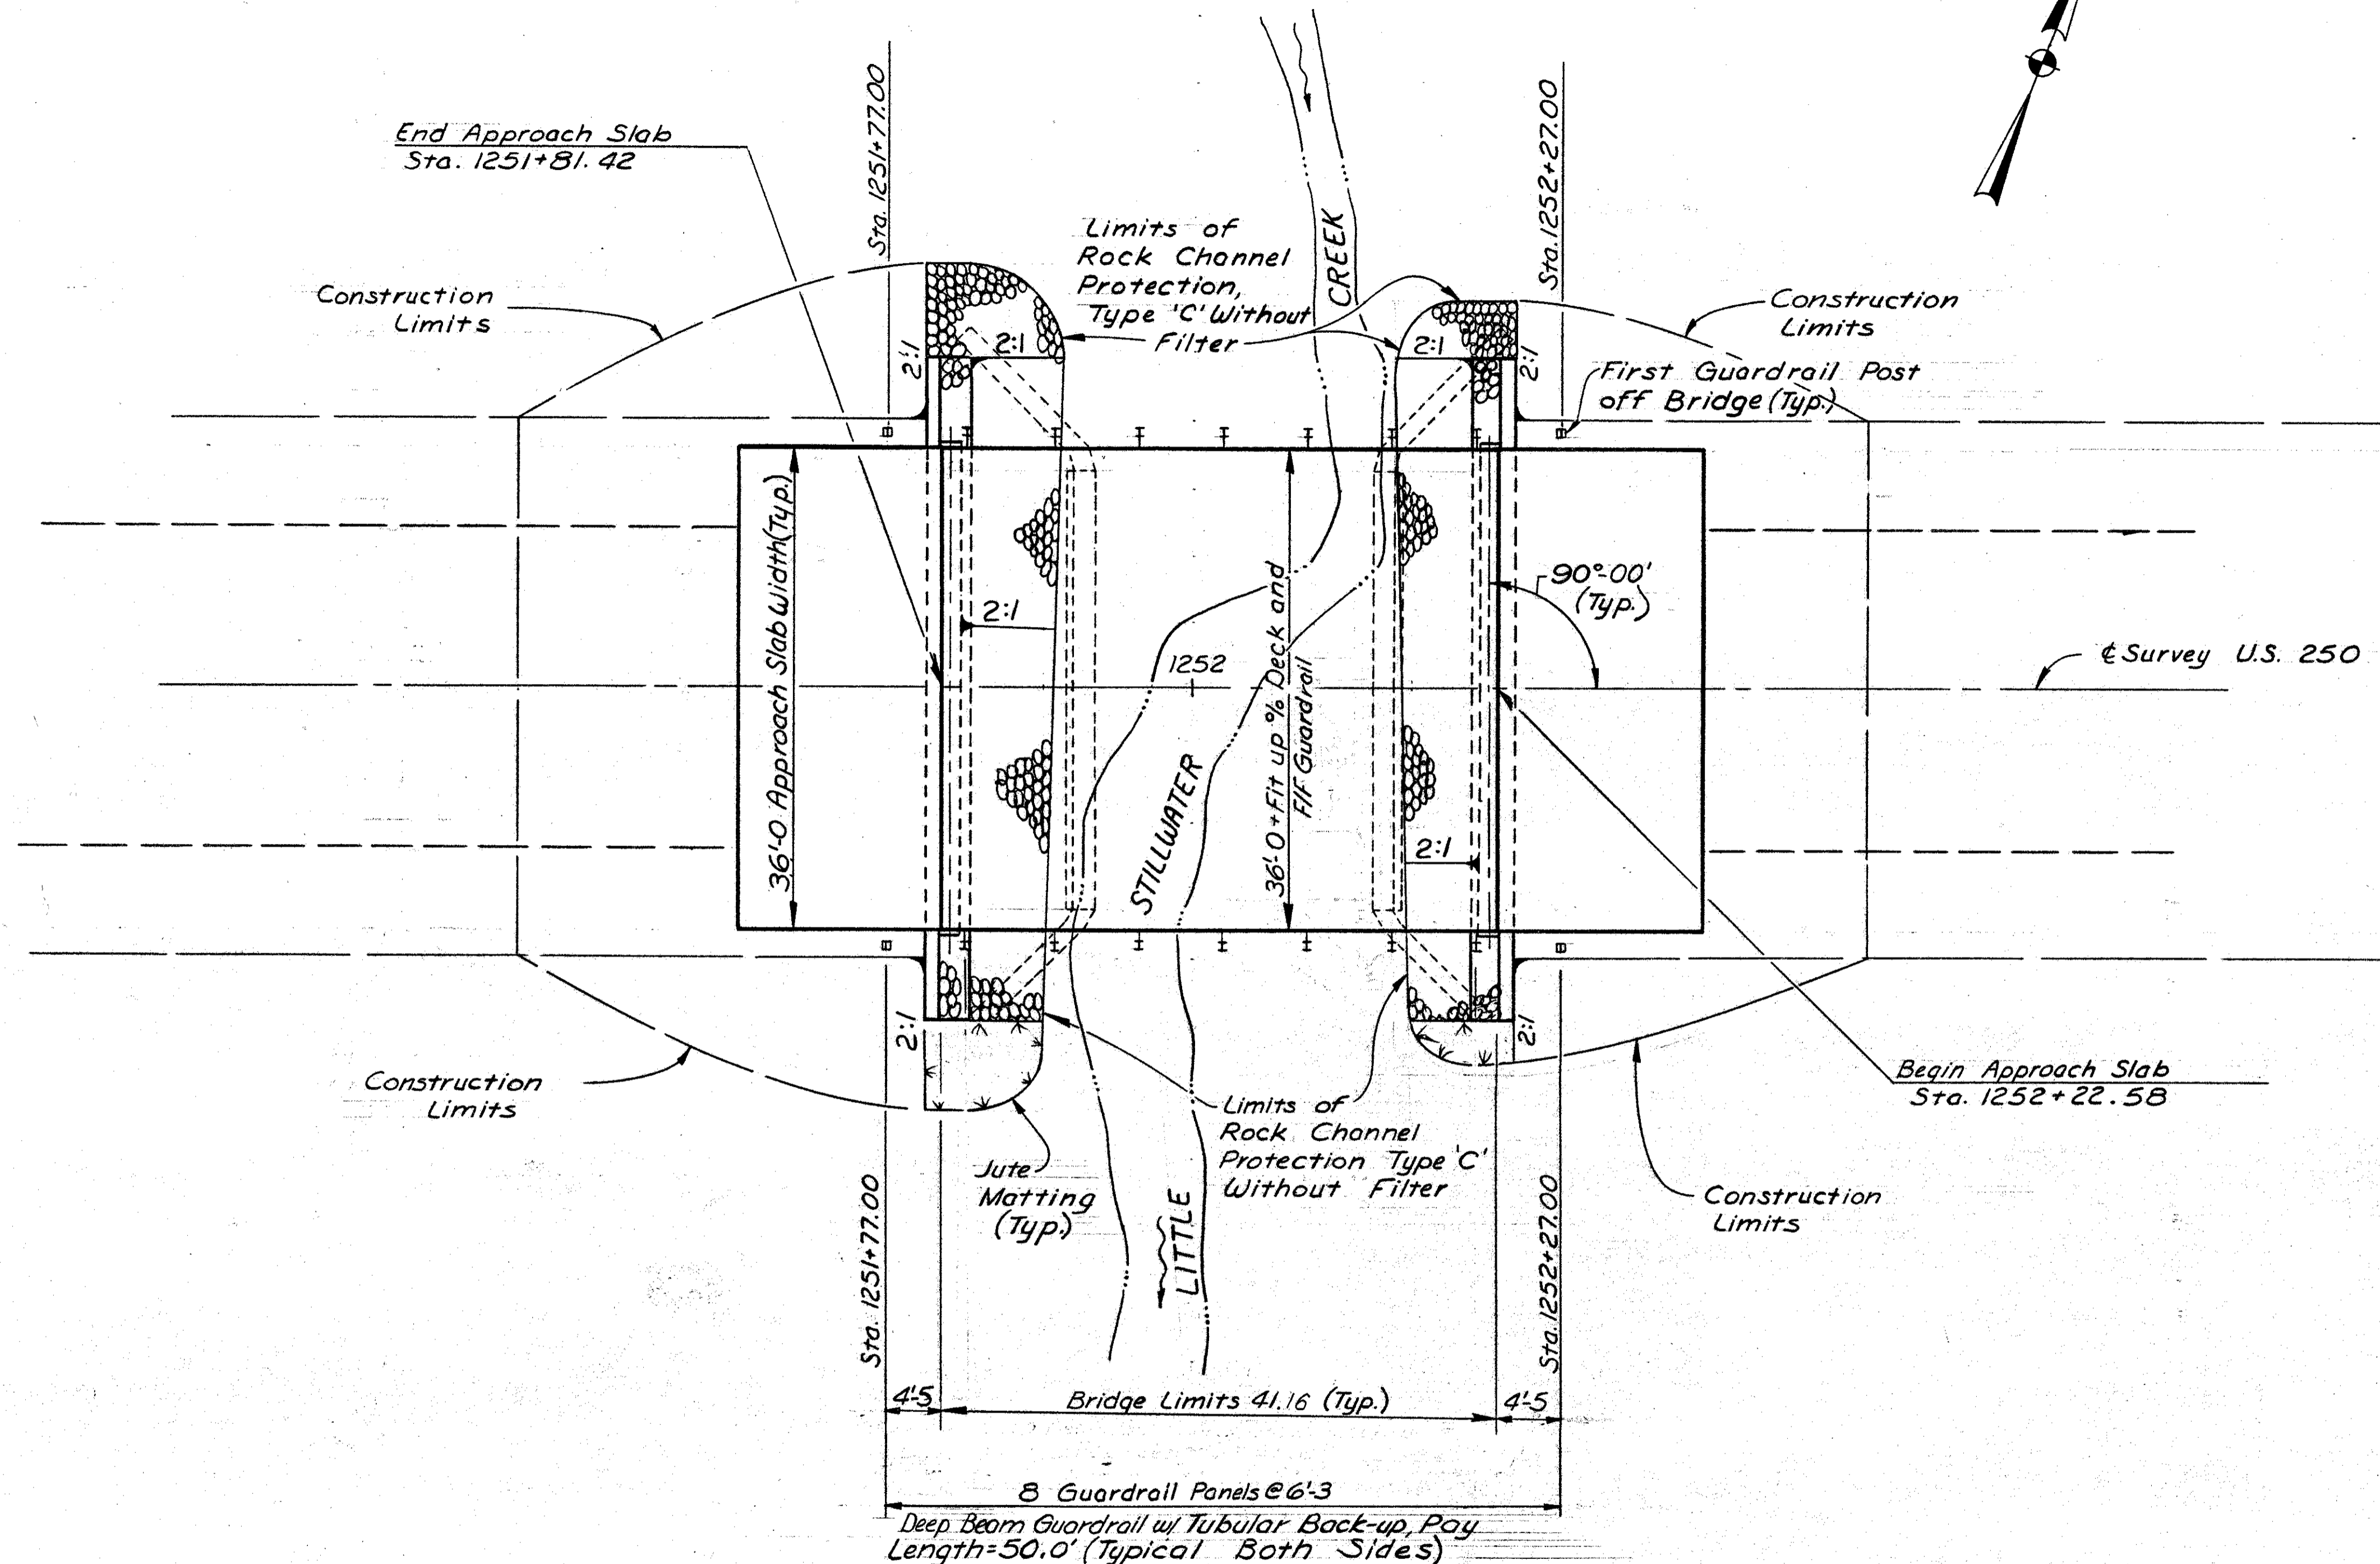 Sta. 1251+77.00
Sta. 1252+27.00
End Approach Slab
Sta. 1251+81.42
Construction
Limits
Limits of
Rock Channel
Protection,
Type 'C' Without
Filter
CREEK
Construction
Limits
First Guardrail Post
off Bridge (Typ.)
2:1
2:1
2:1
2:1
36'-0 Approach Slab Width (Typ.)
36'-0 + Fit up % Deck and
F/F Guardrail
90°-00'
(Typ.)
2:1
1252
℄ Survey U.S. 250
STILLWATER
2:1
2:1
2:1
Construction
Limits
Jute
Matting
(Typ.)
Limits of
Rock Channel
Protection Type 'C'
Without Filter
Begin Approach Slab
Sta. 1252+22.58
Construction
Limits
LITTLE
Sta. 1251+77.00
Sta. 1252+27.00
4'-5
Bridge Limits 41.16 (Typ.)
4'-5
8 Guardrail Panels @ 6'-3
Deep Beam Guardrail w/ Tubular Back-up, Pay
Length=50.0' (Typical Both Sides)